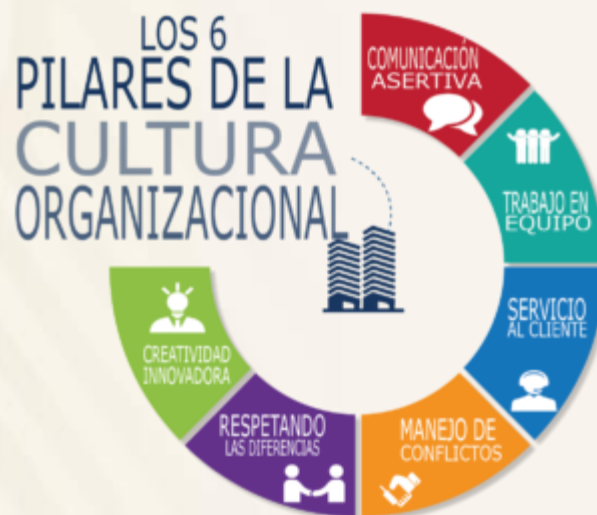 LOS 6
PILARES DE LA
CULTURA
ORGANIZACIONAL
COMUNICACIÓN
ASERTIVA
TRABAJO EN
EQUIPO
SERVICIO
AL CLIENTE
MANEJO DE
CONFLICTOS
RESPETANDO
LAS DIFERENCIAS
CREATIVIDAD
INNOVADORA